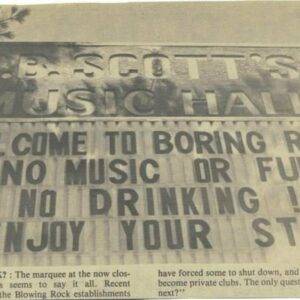 .B. SCOTT'S
MUSIC HALL
LCOME TO BORING R
NO MUSIC OR FU
NO DRINKING !
NJOY YOUR ST
K? : The marquee at the now clos-
a seems to say it all. Recent
the Blowing Rock establishments
have forced some to shut down, and
become private clubs. The only quest
next?"